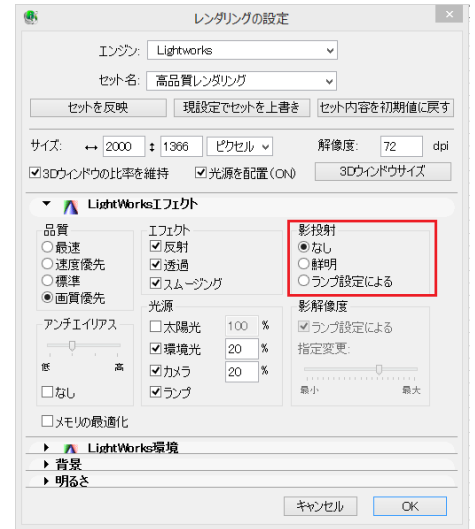 レンダリングの設定
エンジン: Lightworks
セット名: 高品質レンダリング
セットを反映 現設定でセットを上書き セット内容を初期値に戻す
サイズ: 2000 1366 ピクセル 解像度: 72 dpi
3Dウィンドウの比率を維持 光源を配置(ON) 3Dウィンドウサイズ
LightWorksエフェクト
品質
最速
速度優先
標準
画質優先
アンチエイリアス
低 高
なし
メモリの最適化
エフェクト
反射
透過
スムージング
光源
太陽光 100 %
環境光 20 %
カメラ 20 %
ランプ
影投射
なし
鮮明
ランプ設定による
影解像度
ランプ設定による
指定変更:
最小 最大
LightWorks環境
背景
明るさ
キャンセル OK